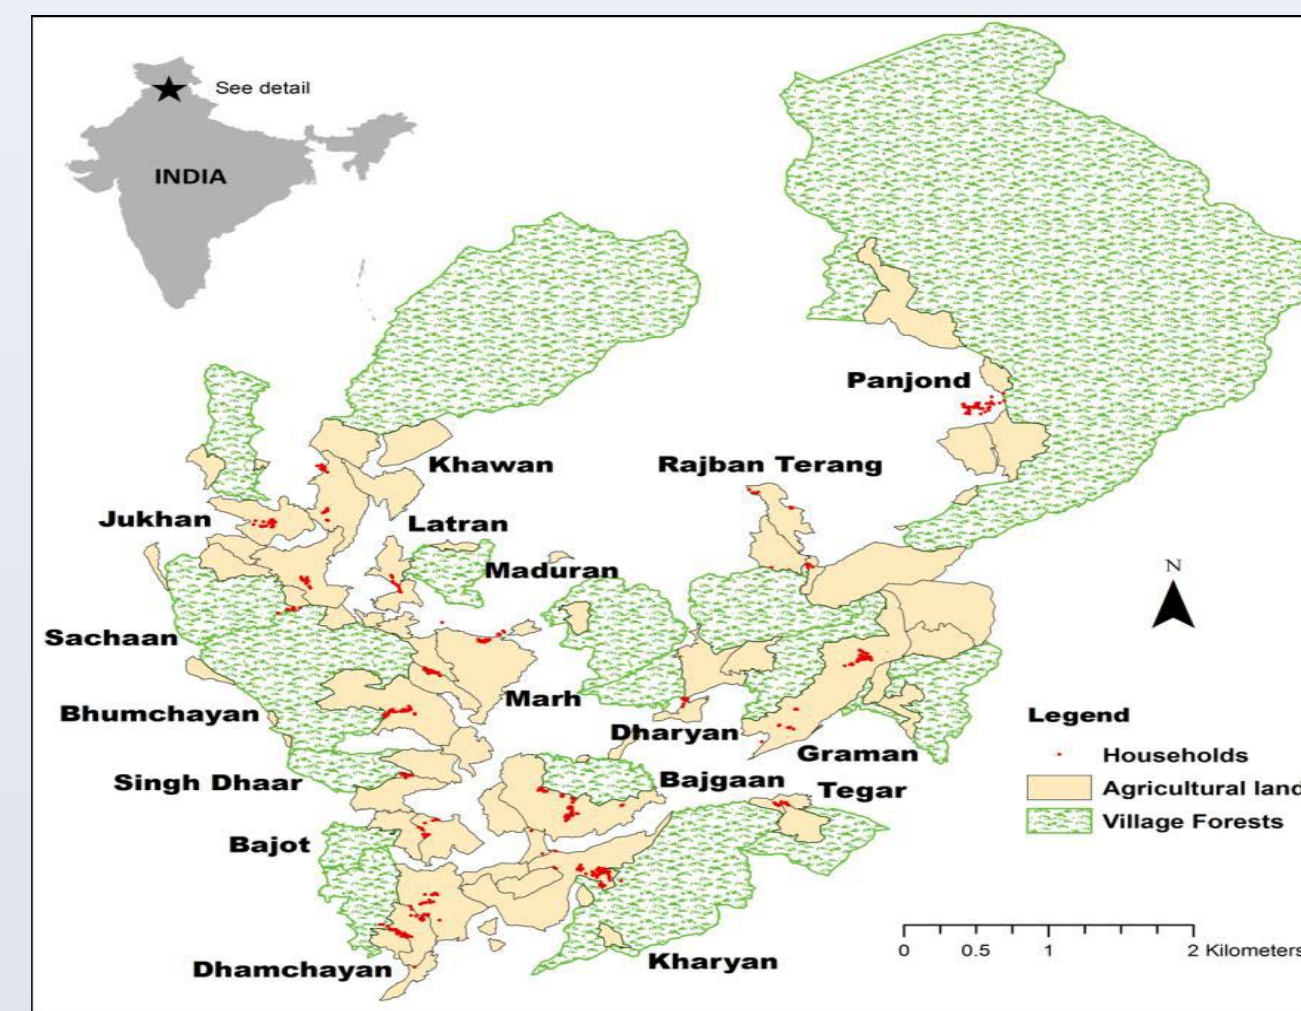 See detail
INDIA
Panjond
Khawan
Rajban Terang
Jukhan
Latran
Maduran
N
Sachaan
Marh
Bhumchayan
Legend
Dharyan
Graman
Households
Singh Dhaar
Bajgaan
Tegar
Agricultural land
Village Forests
Bajot
0 0.5 1 2 Kilometers
Dhamchayan
Kharyan